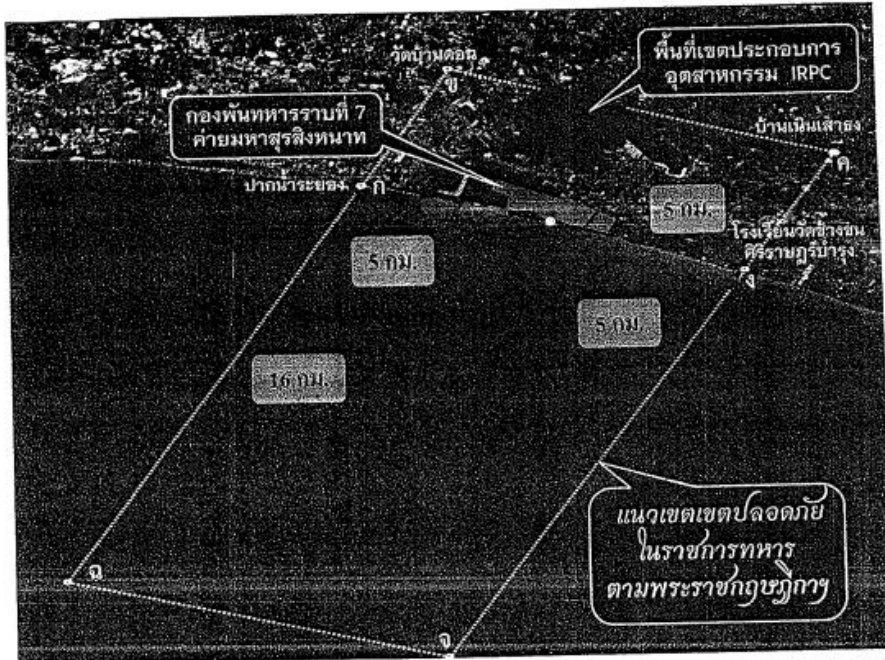 วัดบ้านดอน
ข
พื้นที่เขตประกอบการ
อุตสาหกรรม IRPC
กองพันทหารราบที่ 7
ค่ายมหาสุรสิงหนาท
บ้านเนินเสาธง
ค
ปากน้ำระยอง
ก
5 กม.
โรงเรียนวัดช้างชน
ศิริราษฎร์บำรุง
ง
5 กม.
5 กม.
16 กม.
แนวเขตเขตปลอดภัย
ในราชการทหาร
ตามพระราชกฤษฎีกาฯ
ฉ
จ